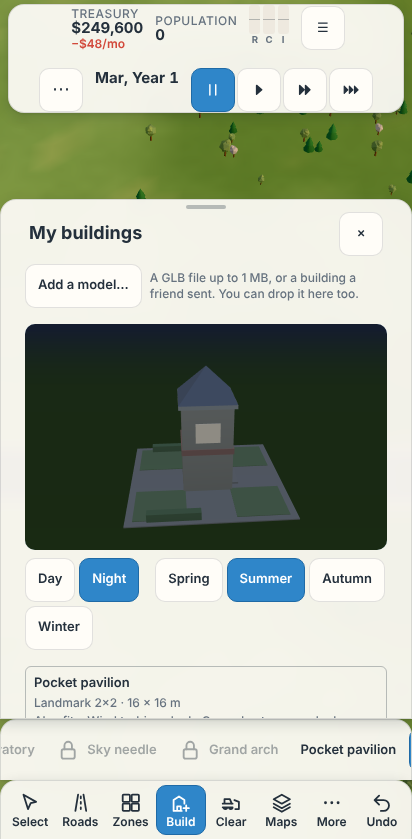 TREASURY
$249,600
−$48/mo
POPULATION
0
R C I
Mar, Year 1
My buildings
Add a model...
A GLB file up to 1 MB, or a building a
friend sent. You can drop it here too.
Day
Night
Spring
Summer
Autumn
Winter
Pocket pavilion
Landmark 2×2 · 16 × 16 m
Sky needle
Grand arch
Pocket pavilion
Select
Roads
Zones
Build
Clear
Maps
More
Undo